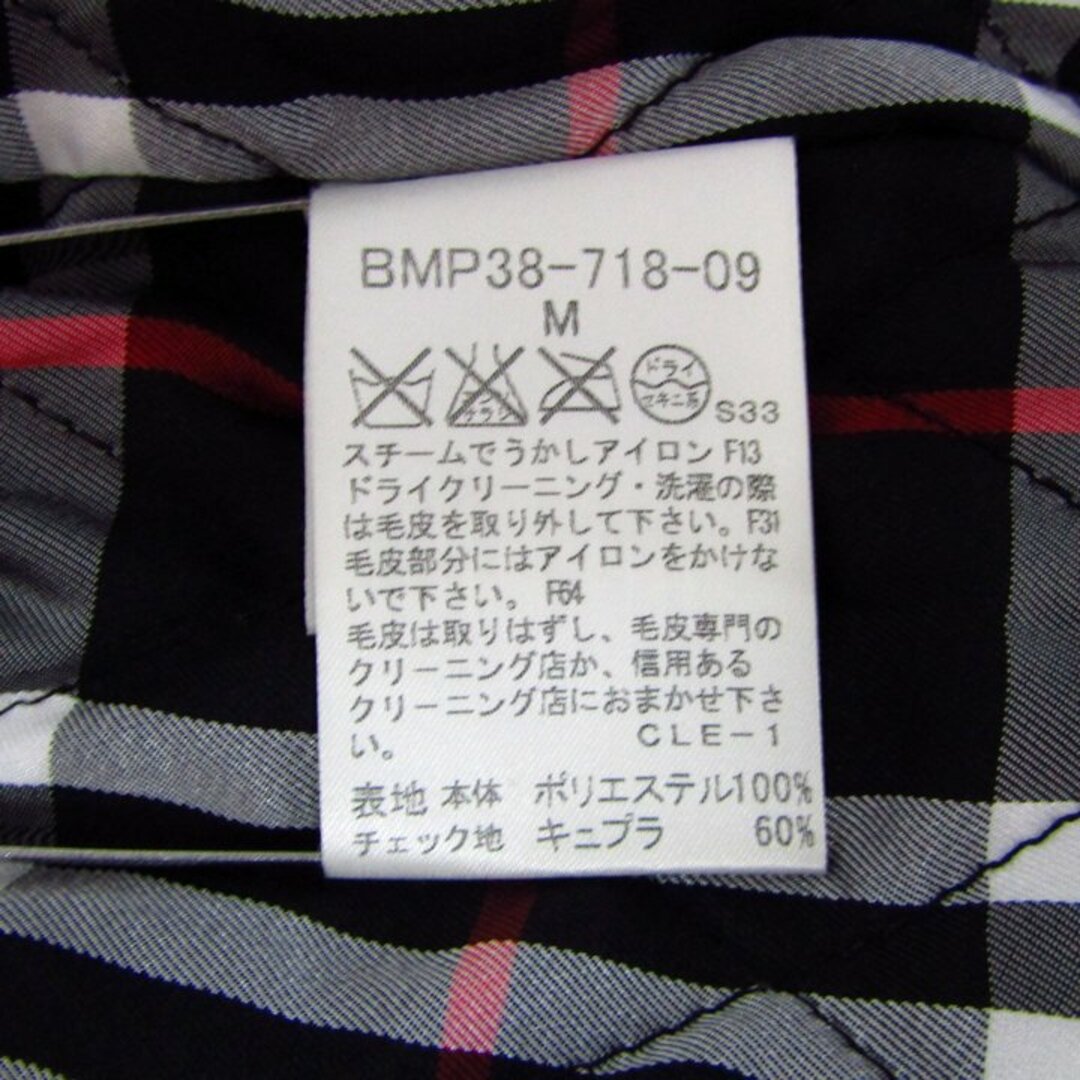 BMP38-718-09
M
エンソ
サラシ
ドライ
セキユ系
S33
スチームでうかしアイロン F13
ドライクリーニング・洗濯の際
は毛皮を取り外して下さい。F31
毛皮部分にはアイロンをかけな
いで下さい。 F64
毛皮は取りはずし、毛皮専門の
クリーニング店か、信用ある
クリーニング店におまかせ下さ
い。 CLE-1
表地 本体 ポリエステル100%
チェック地 キュプラ 60%